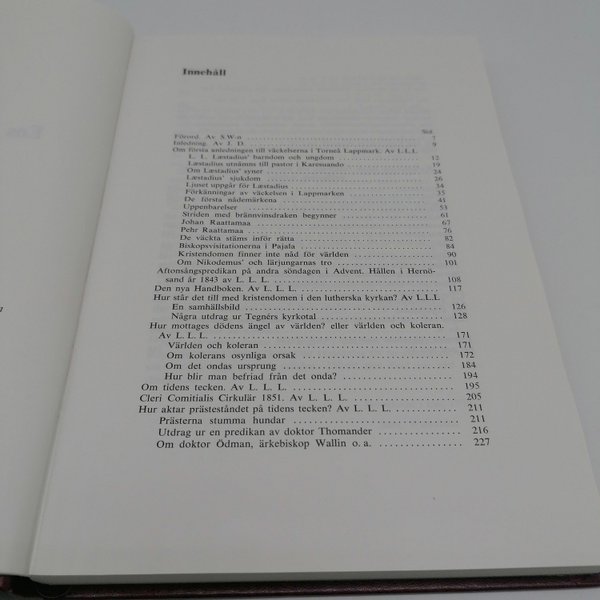 Innehåll
Sid.
Förord. Av S.W-n 7
Inledning. Av J. D. 9
Om första anledningen till väckelserna i Torneå Lappmark. Av L.L.L
L. L. Læstadius' barndom och ungdom 12
Læstadius utnämns till pastor i Karesuando 19
Om Læstadius' syner 24
Læstadius' sjukdom 26
Ljuset uppgår för Læstadius 34
Förkänningar av väckelsen i Lappmarken 35
De första nådemärkena 41
Uppenbarelser 53
Striden med brännvinsdraken begynner 61
Johan Raattamaa 67
Pehr Raattamaa 76
De väckta stäms inför rätta 82
Biskopsvisitationerna i Pajala 84
Kristendomen finner inte nåd för världen 90
Om Nikodemus' och lärjungarnas tro 101
Aftonsångspredikan på andra söndagen i Advent. Hållen i Hernö-
sand år 1843 av L. L. L. 108
Den nya Handboken. Av L. L. L. 117
Hur står det till med kristendomen i den lutherska kyrkan? Av L.L.L
En samhällsbild 126
Några utdrag ur Tegnérs kyrkotal 128
Hur mottages dödens ängel av världen? eller världen och koleran.
Av L. L. L. 171
Världen och koleran 171
Om kolerans osynliga orsak 172
Om det ondas ursprung 184
Hur blir man befriad från det onda? 194
Om tidens tecken. Av L. L. L. 195
Cleri Comitialis Cirkulär 1851. Av L. L. L. 205
Hur aktar prästeståndet på tidens tecken? Av L. L. L. 211
Prästerna stumma hundar 211
Utdrag ur en predikan av doktor Thomander 216
Om doktor Ödman, ärkebiskop Wallin o. a. 227